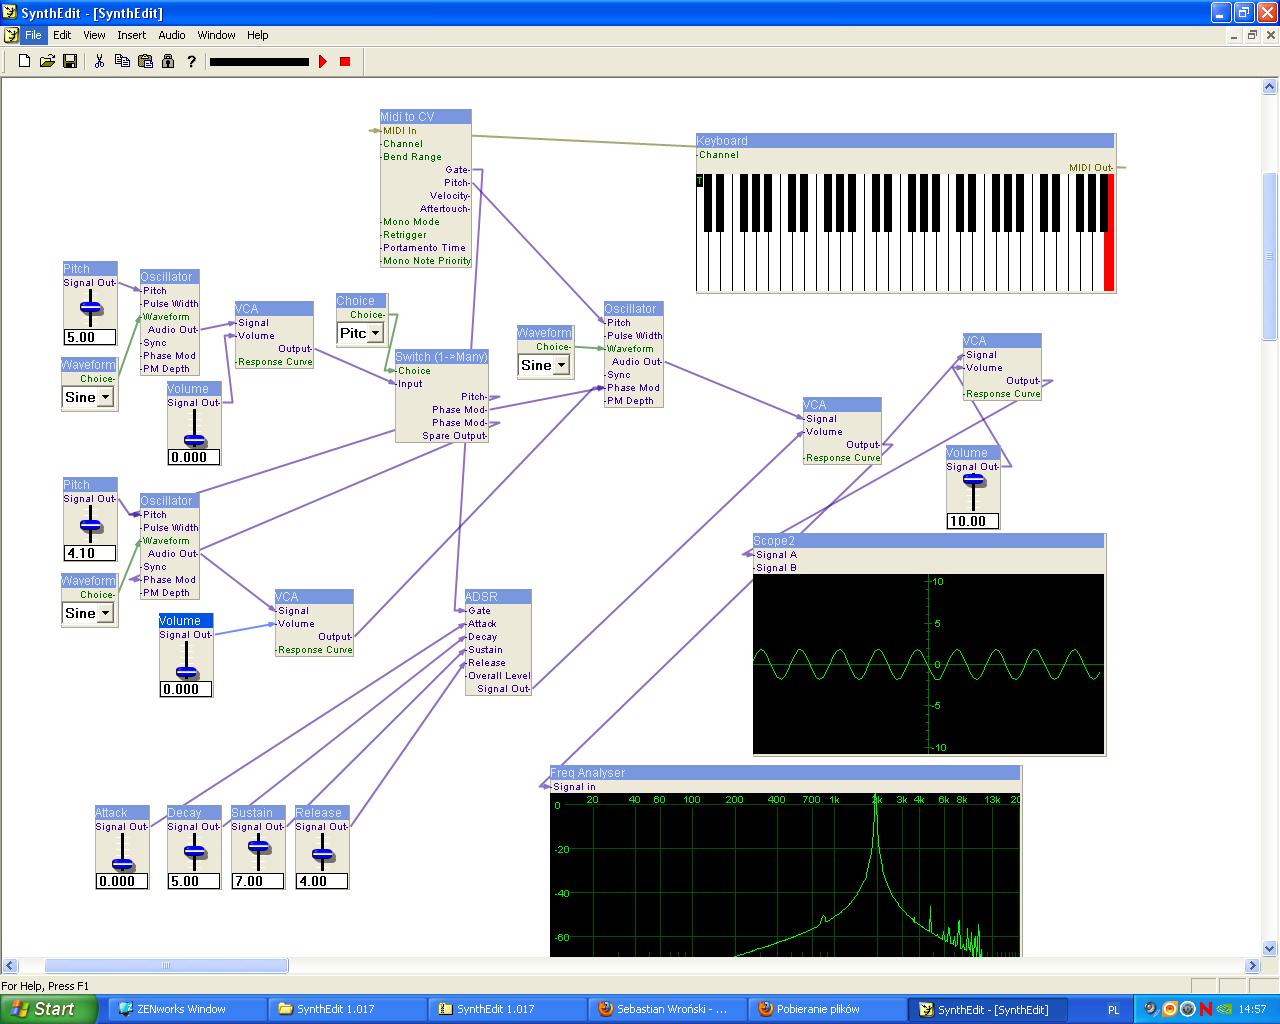 SynthEdit - [SynthEdit]
File Edit View Insert Audio Window Help
Midi to CV
MIDI In
Channel
Bend Range
Gate
Pitch
Velocity
Aftertouch
Mono Mode
Retrigger
Portamento Time
Mono Note Priority
Keyboard
Channel
MIDI Out
T
Pitch
Signal Out
5.00
Waveform
Choice
Sine
Oscillator
Pitch
Pulse Width
Waveform
Audio Out
Sync
Phase Mod
PM Depth
Volume
Signal Out
0.000
VCA
Signal
Volume
Output
Response Curve
Choice
Choice
Pitc
Switch (1->Many)
Choice
Input
Pitch
Phase Mod
Phase Mod
Spare Output
Waveform
Choice
Sine
Oscillator
Pitch
Pulse Width
Waveform
Audio Out
Sync
Phase Mod
PM Depth
VCA
Signal
Volume
Output
Response Curve
VCA
Signal
Volume
Output
Response Curve
Volume
Signal Out
10.00
Pitch
Signal Out
4.10
Waveform
Choice
Sine
Oscillator
Pitch
Pulse Width
Waveform
Audio Out
Sync
Phase Mod
PM Depth
Volume
Signal Out
0.000
VCA
Signal
Volume
Output
Response Curve
ADSR
Gate
Attack
Decay
Sustain
Release
Overall Level
Signal Out
Scope2
Signal A
Signal B
10
5
0
-5
-10
Attack
Signal Out
0.000
Decay
Signal Out
5.00
Sustain
Signal Out
7.00
Release
Signal Out
4.00
Freq Analyser
Signal in
0 20 40 60 100 200 400 700 1k 2k 3k 4k 6k 8k 13k 20
-20
-40
-60
For Help, Press F1
Start ZENworks Window SynthEdit 1.017 SynthEdit 1.017 Sebastian Wroński - ... Pobieranie plików SynthEdit - [SynthEdit] PL 14:57